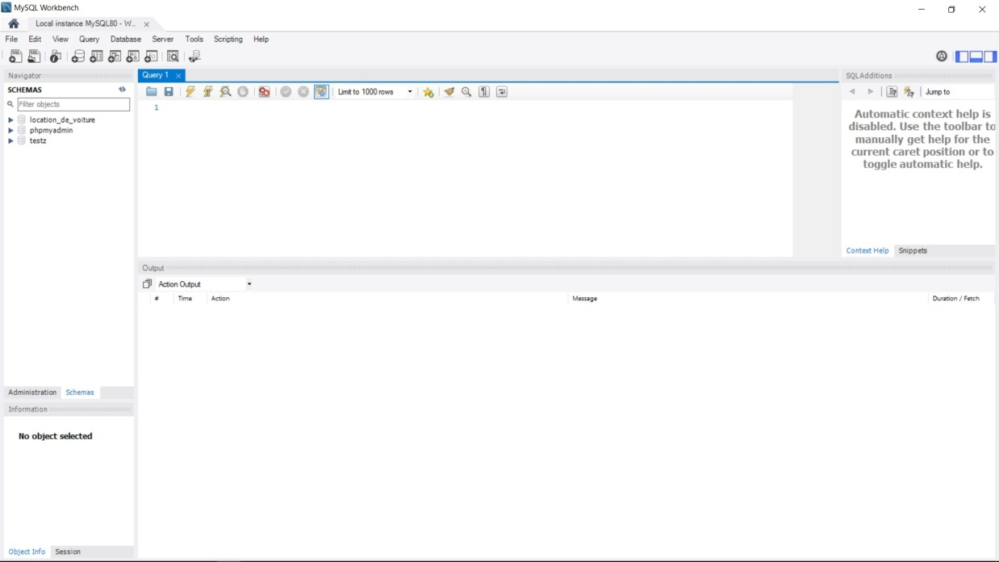 MySQL Workbench
Local instance MySQL80 - W...
File Edit View Query Database Server Tools Scripting Help
Navigator
SCHEMAS
Filter objects
location_de_voiture
phpmyadmin
testz
Administration Schemas
Information
No object selected
Object Info Session
Query 1
Limit to 1000 rows
1
Output
Action Output
# Time Action Message Duration / Fetch
SQLAdditions
Jump to
Automatic context help is
disabled. Use the toolbar to
manually get help for the
current caret position or to
toggle automatic help.
Context Help Snippets